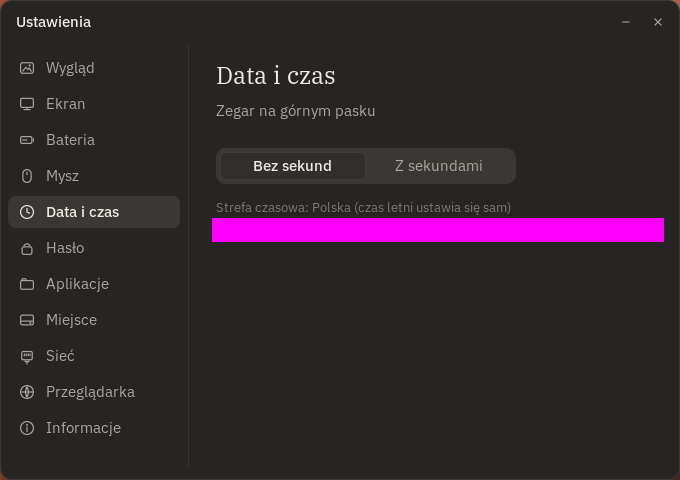 Ustawienia
Wygląd
Ekran
Bateria
Mysz
Data i czas
Hasło
Aplikacje
Miejsce
Sieć
Przeglądarka
Informacje
Data i czas
Zegar na górnym pasku
Bez sekund
Z sekundami
Strefa czasowa: Polska (czas letni ustawia się sam)